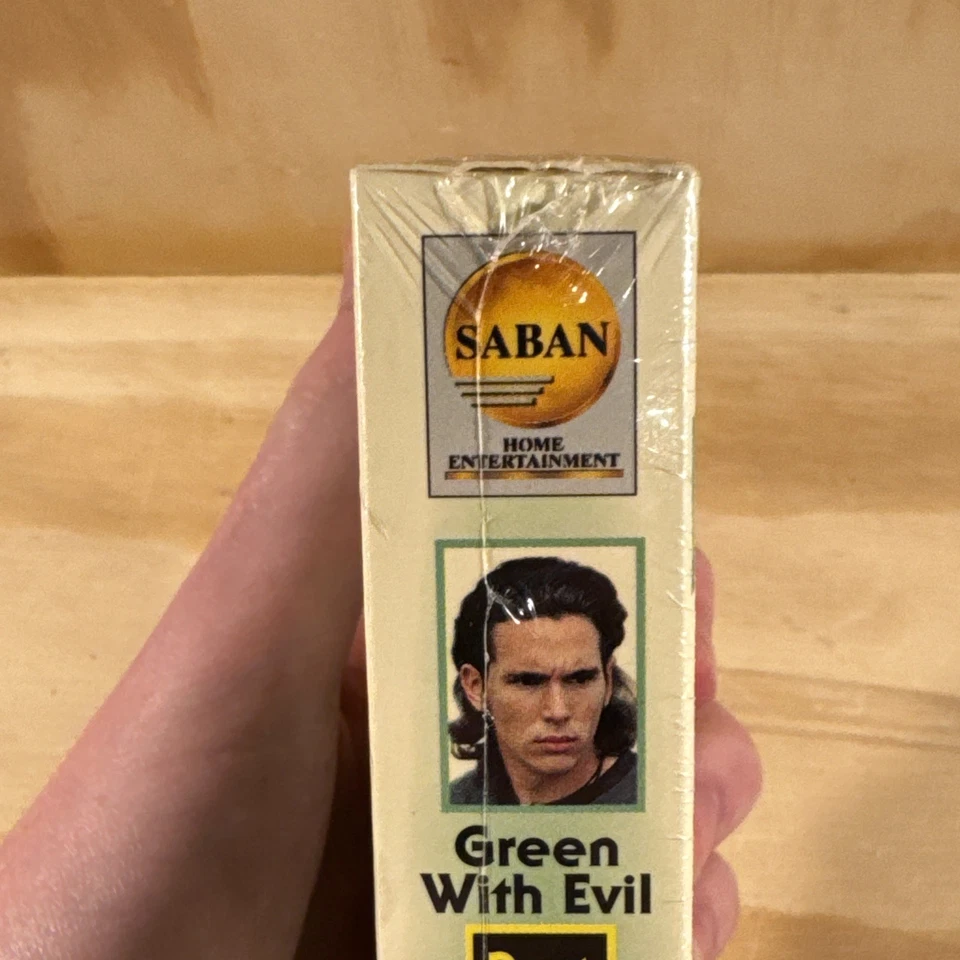 SABAN
HOME
ENTERTAINMENT
Green
With Evil